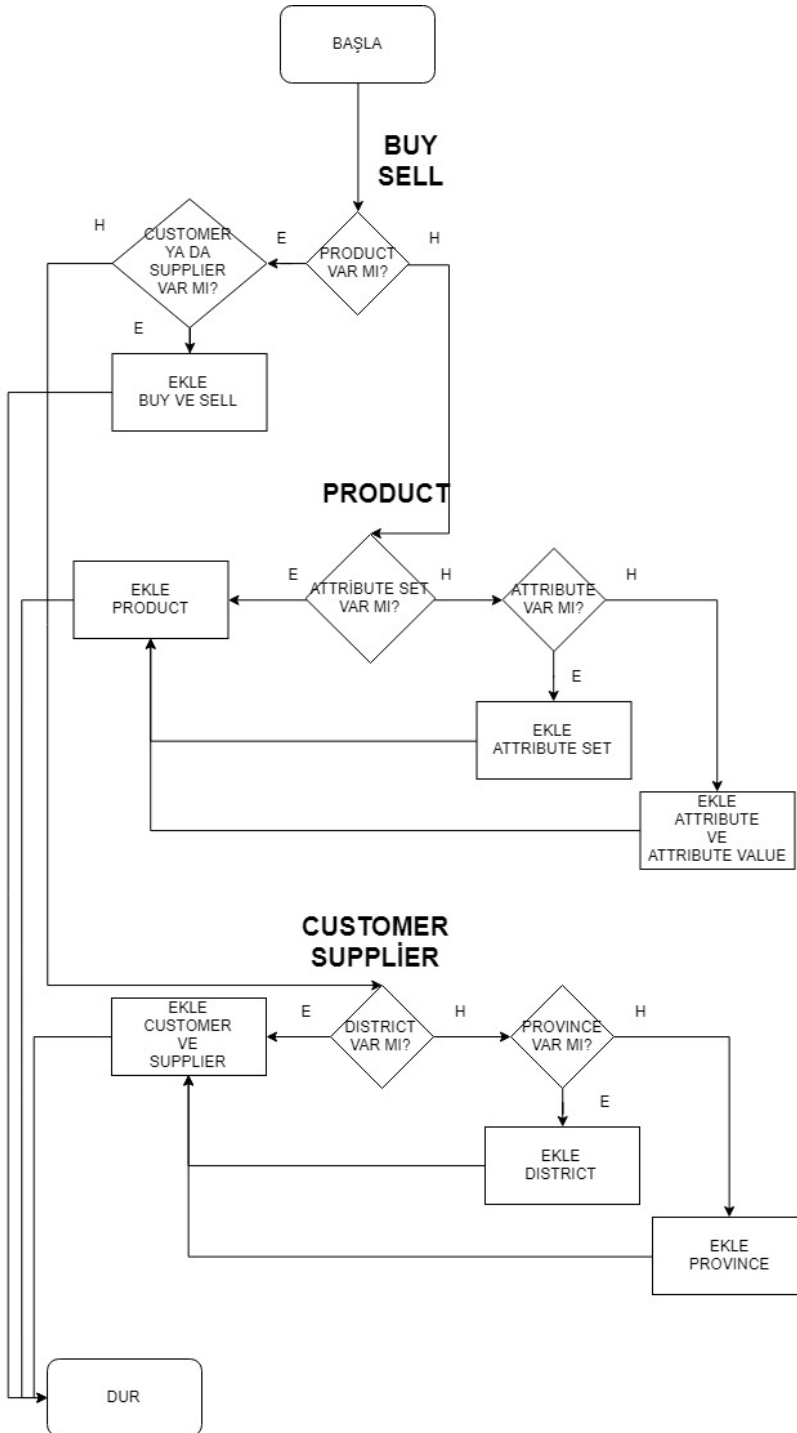 BAŞLA
BUY
SELL
H
CUSTOMER
YA DA
SUPPLIER
VAR MI?
E
PRODUCT
VAR MI?
H
E
EKLE
BUY VE SELL
PRODUCT
EKLE
PRODUCT
E
ATTRİBUTE SET
VAR MI?
H
ATTRIBUTE
VAR MI?
H
E
EKLE
ATTRIBUTE SET
EKLE
ATTRIBUTE
VE
ATTRIBUTE VALUE
CUSTOMER
SUPPLİER
EKLE
CUSTOMER
VE
SUPPLIER
E
DISTRICT
VAR MI?
H
PROVINCE
VAR MI?
H
E
EKLE
DISTRICT
EKLE
PROVINCE
DUR